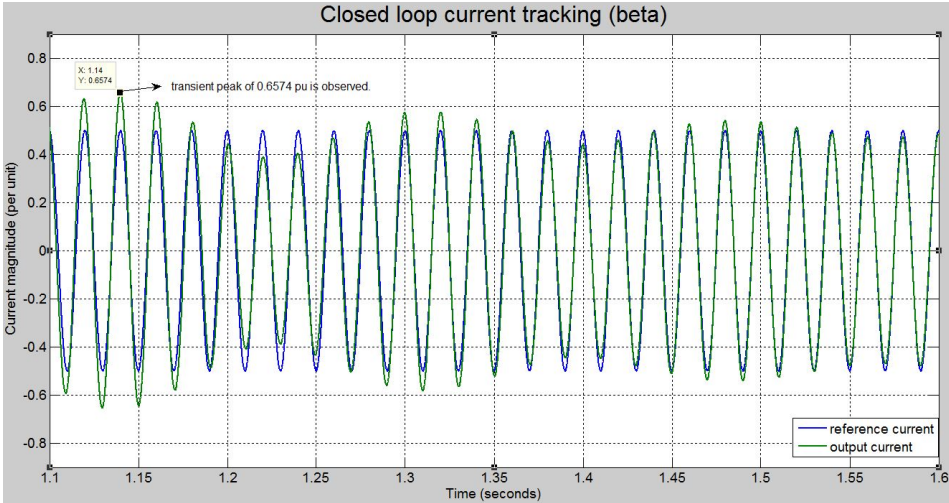 Closed loop current tracking (beta)
X: 1.14
Y: 0.6574
transient peak of 0.6574 pu is observed.
Current magnitude (per unit)
0.8
0.6
0.4
0.2
0
-0.2
-0.4
-0.6
-0.8
reference current
output current
1.1 1.15 1.2 1.25 1.3 1.35 1.4 1.45 1.5 1.55 1.6
Time (seconds)